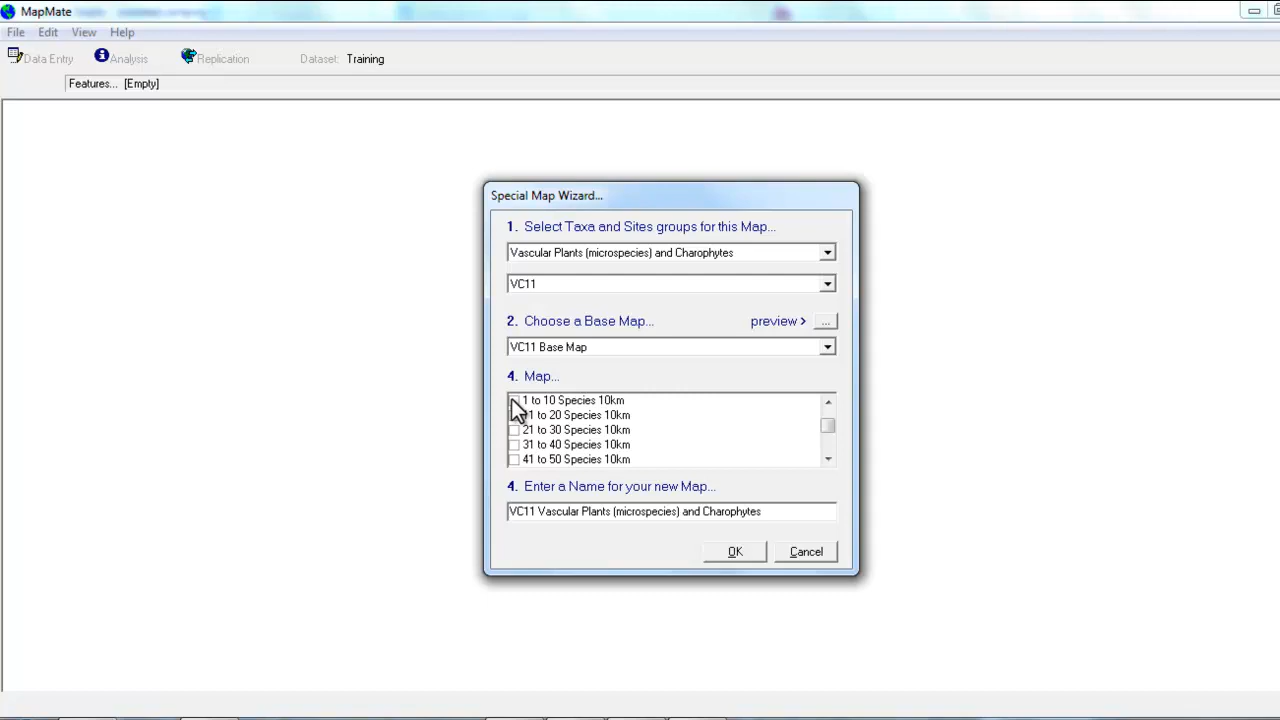 MapMate
File Edit View Help
Data Entry Analysis Replication Dataset: Training
Features... [Empty]
Special Map Wizard...
1. Select Taxa and Sites groups for this Map...
Vascular Plants (microspecies) and Charophytes
VC11
2. Choose a Base Map... preview > ...
VC11 Base Map
4. Map...
1 to 10 Species 10km
1 to 20 Species 10km
21 to 30 Species 10km
31 to 40 Species 10km
41 to 50 Species 10km
4. Enter a Name for your new Map...
VC11 Vascular Plants (microspecies) and Charophytes
OK Cancel